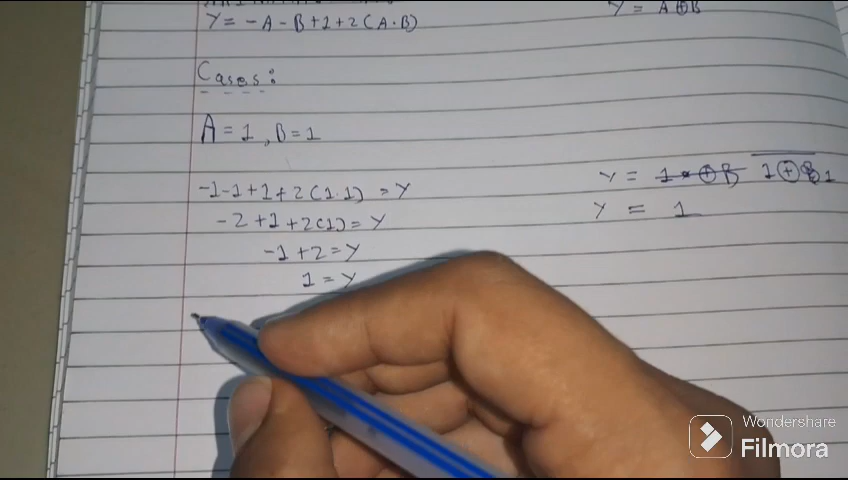 Y = -A - B + 1 + 2 (A·B)
Y = A⊕B
Cases:
A = 1, B = 1
-1-1+1+2(1·1) = Y
-2+1+2(1) = Y
-1+2 = Y
1 = Y
Y = 1⊕1
Y = 1
Wondershare
Filmora